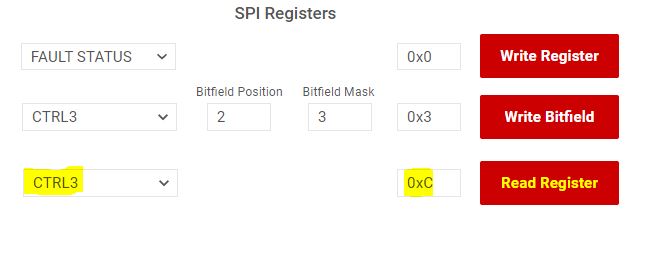 SPI Registers
FAULT STATUS 0x0 Write Register
Bitfield Position Bitfield Mask
CTRL3 2 3 0x3 Write Bitfield
CTRL3 0xC Read Register